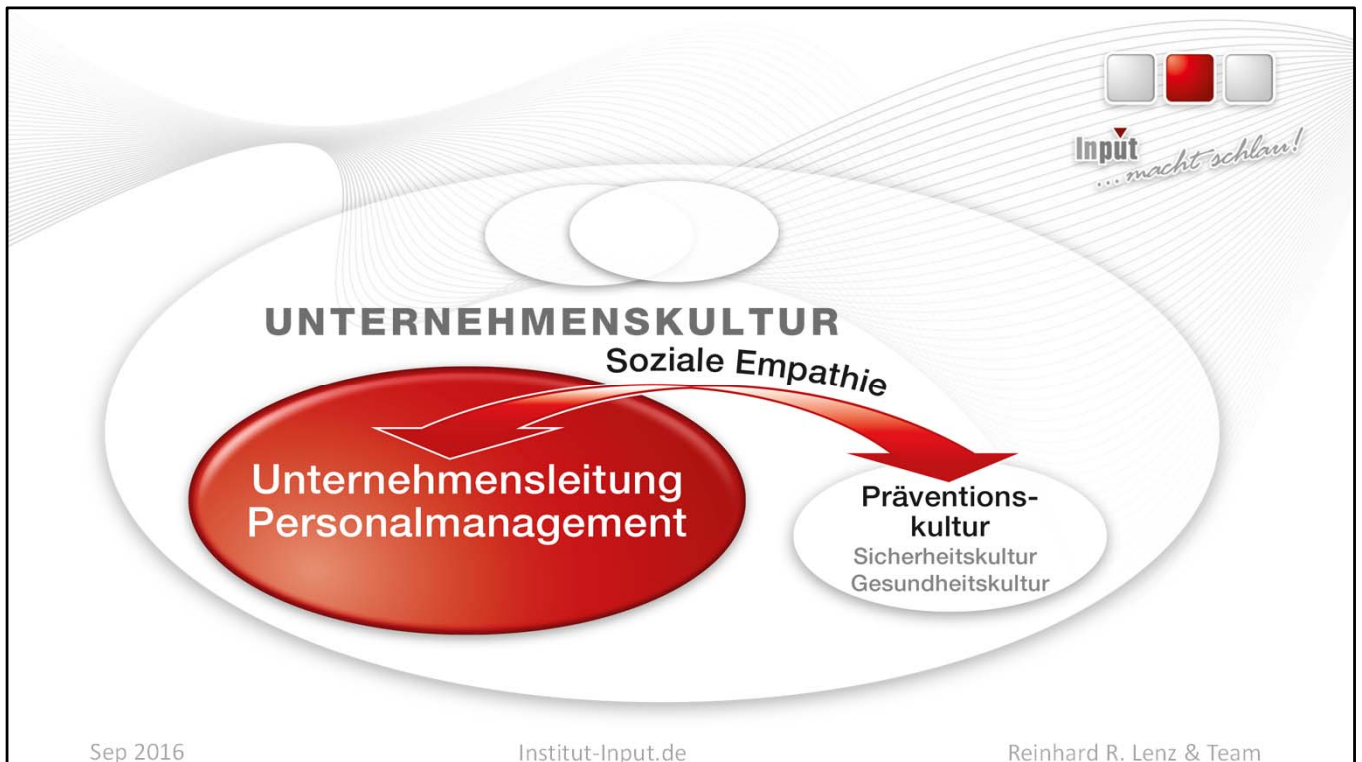 Input
...macht schlau!
UNTERNEHMENSKULTUR
Soziale Empathie
Unternehmensleitung
Personalmanagement
Präventions-
kultur
Sicherheitskultur
Gesundheitskultur
Sep 2016
Institut-Input.de
Reinhard R. Lenz & Team